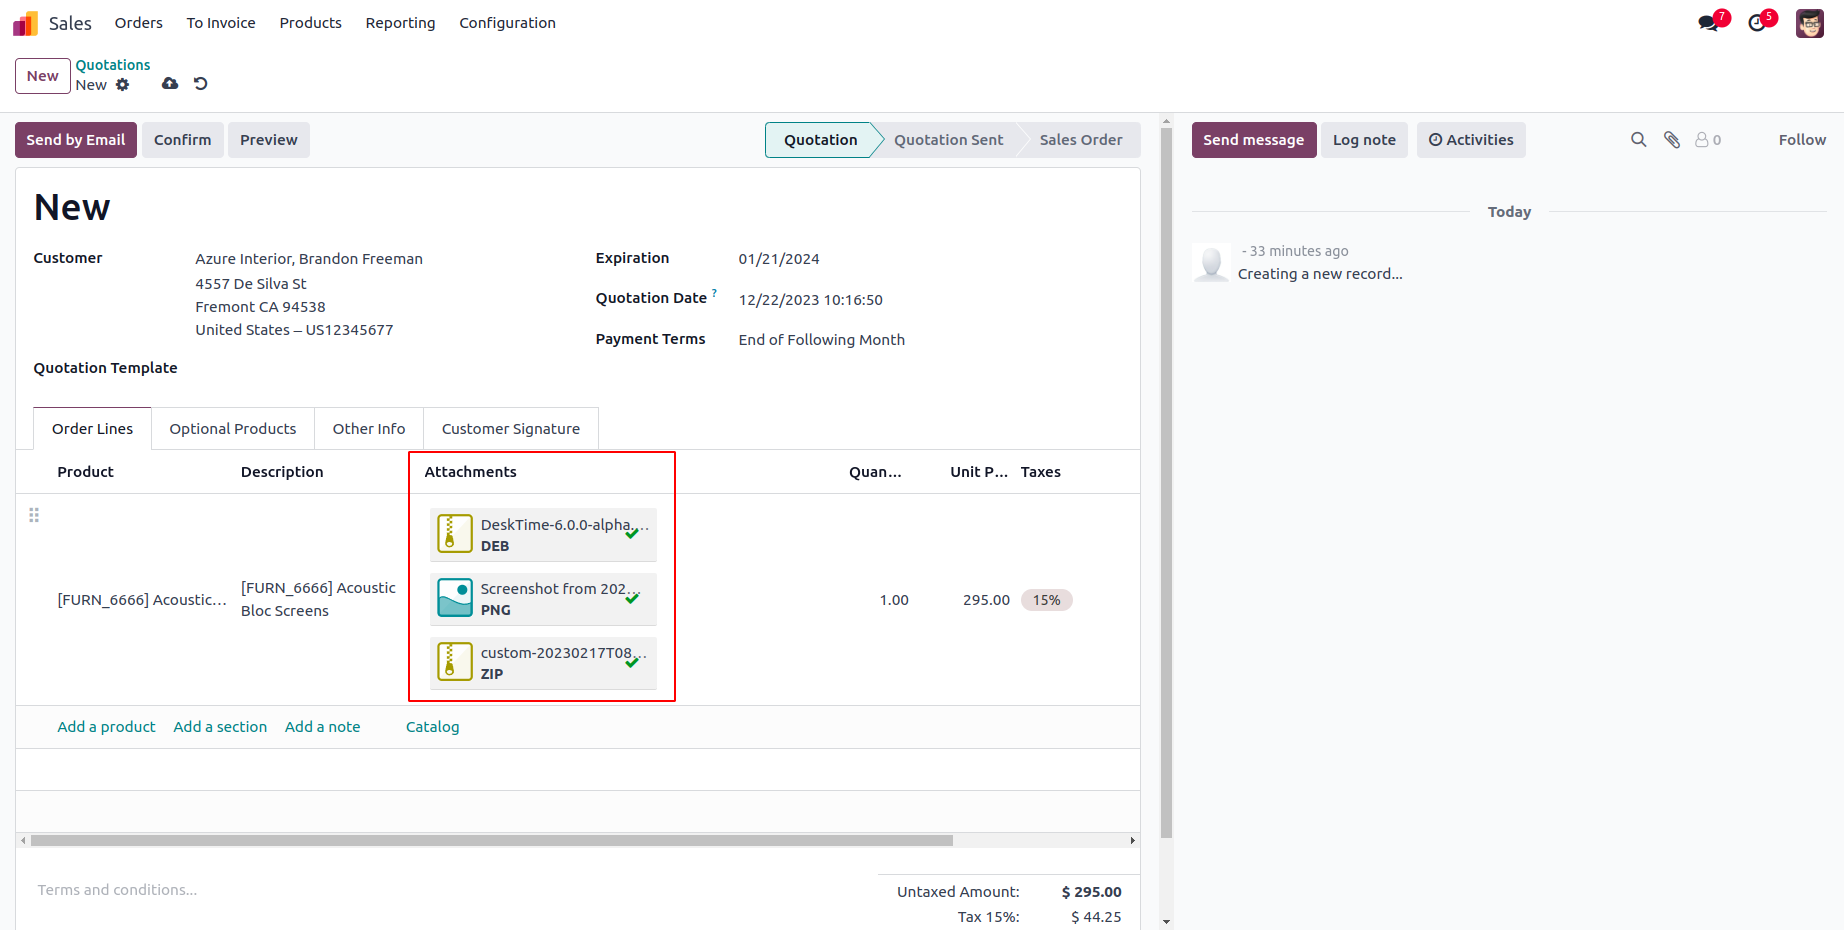 Sales Orders To Invoice Products Reporting Configuration 7 5
New Quotations
New
Send by Email Confirm Preview Quotation Quotation Sent Sales Order Send message Log note Activities 0 Follow
New
Today
Customer Azure Interior, Brandon Freeman Expiration 01/21/2024
4557 De Silva St
Fremont CA 94538 Quotation Date ? 12/22/2023 10:16:50
United States – US12345677
Payment Terms End of Following Month
- 33 minutes ago
Creating a new record...
Quotation Template
Order Lines Optional Products Other Info Customer Signature
Product Description Attachments Quan... Unit P... Taxes
DeskTime-6.0.0-alpha....
DEB
[FURN_6666] Acoustic... [FURN_6666] Acoustic
Bloc Screens
Screenshot from 202...
PNG
1.00 295.00 15%
custom-20230217T08...
ZIP
Add a product Add a section Add a note Catalog
Terms and conditions...
Untaxed Amount: $ 295.00
Tax 15%: $ 44.25